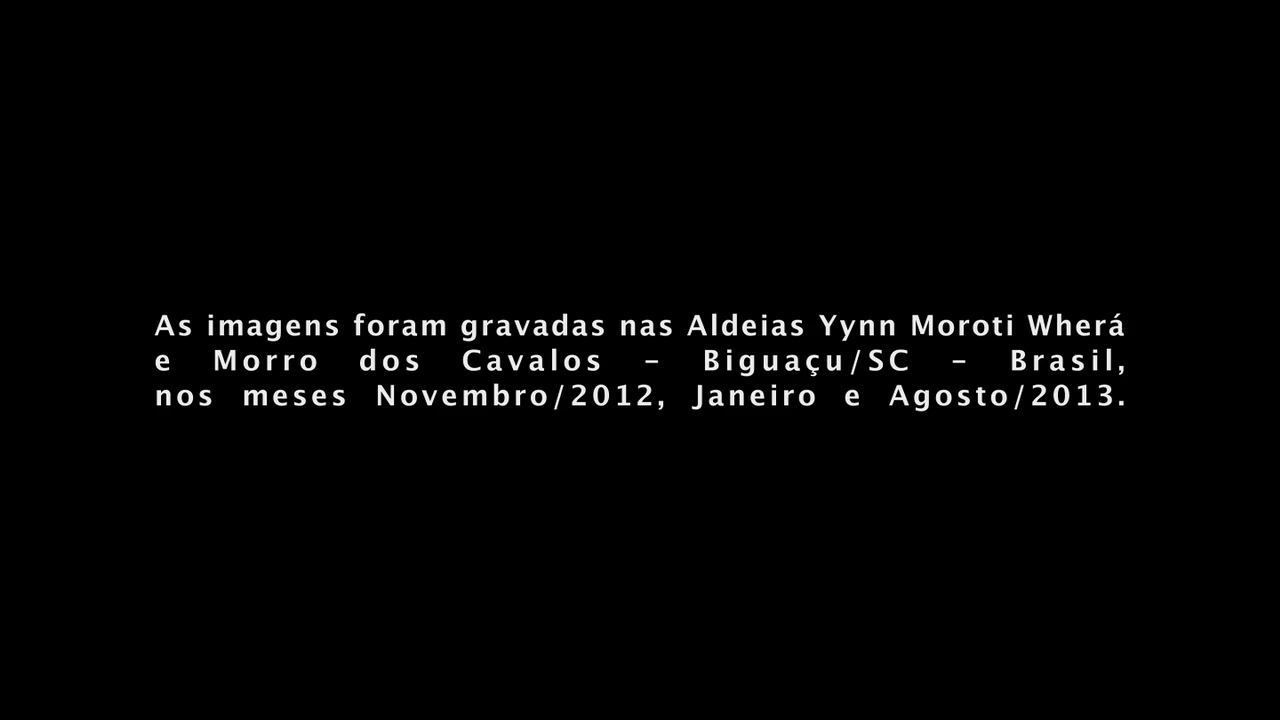 As imagens foram gravadas nas Aldeias Yynn Moroti Wherá
e Morro dos Cavalos – Biguaçu/SC – Brasil,
nos meses Novembro/2012, Janeiro e Agosto/2013.